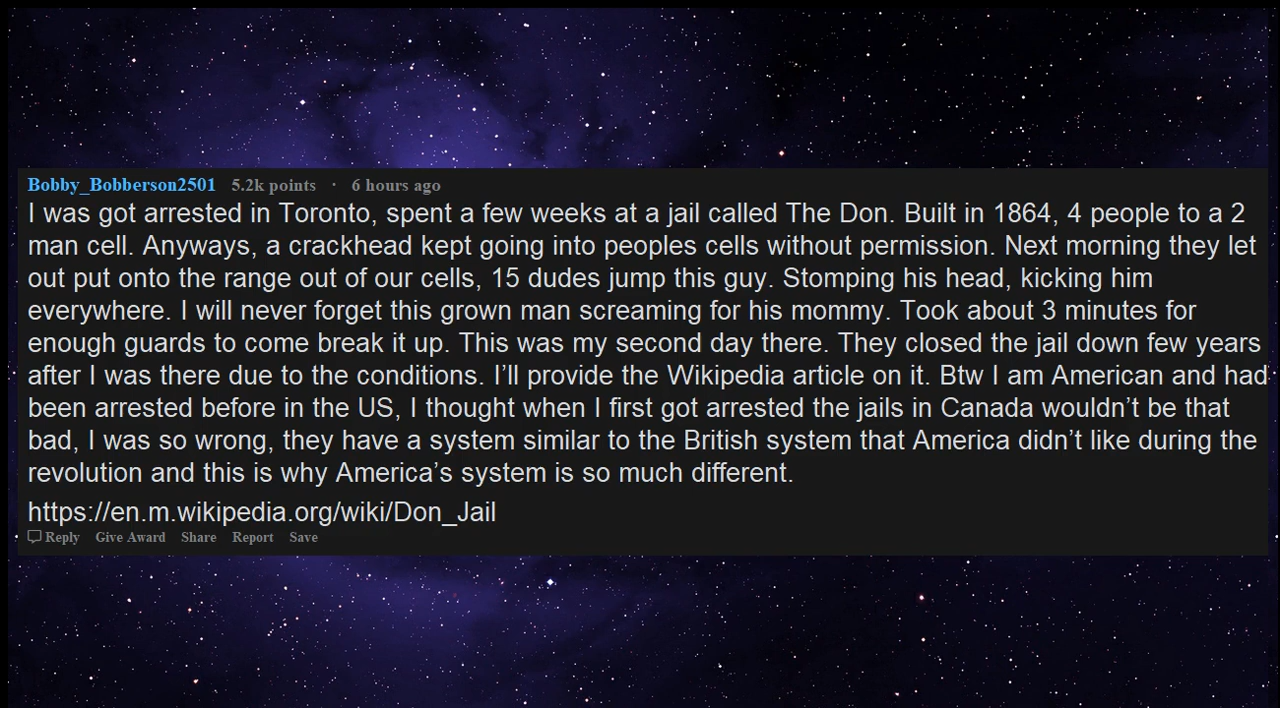 Bobby_Bobberson2501 5.2k points · 6 hours ago
I was got arrested in Toronto, spent a few weeks at a jail called The Don. Built in 1864, 4 people to a 2
man cell. Anyways, a crackhead kept going into peoples cells without permission. Next morning they let
out put onto the range out of our cells, 15 dudes jump this guy. Stomping his head, kicking him
everywhere. I will never forget this grown man screaming for his mommy. Took about 3 minutes for
enough guards to come break it up. This was my second day there. They closed the jail down few years
after I was there due to the conditions. I’ll provide the Wikipedia article on it. Btw I am American and had
been arrested before in the US, I thought when I first got arrested the jails in Canada wouldn’t be that
bad, I was so wrong, they have a system similar to the British system that America didn’t like during the
revolution and this is why America’s system is so much different.
https://en.m.wikipedia.org/wiki/Don_Jail
Reply Give Award Share Report Save